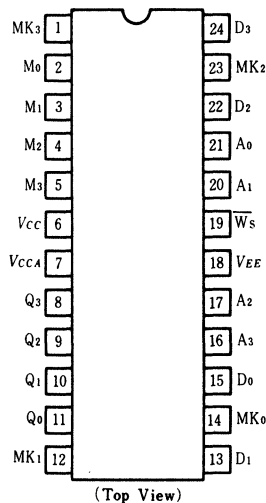 MK₃ 1 24 D₃
M₀ 2 23 MK₂
M₁ 3 22 D₂
M₂ 4 21 A₀
M₃ 5 20 A₁
VCC 6 19 W̅S̅
VCCA 7 18 VEE
Q₃ 8 17 A₂
Q₂ 9 16 A₃
Q₁ 10 15 D₀
Q₀ 11 14 MK₀
MK₁ 12 13 D₁
(Top View)